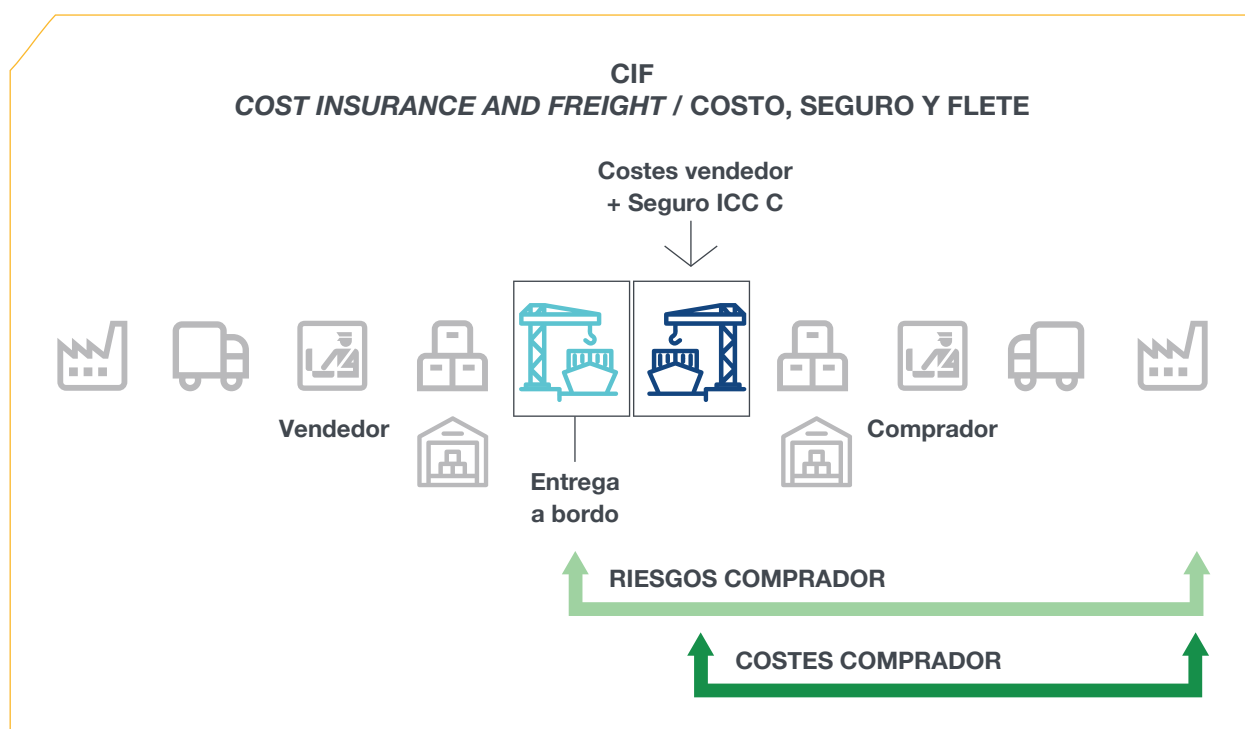 CIF
COST INSURANCE AND FREIGHT / COSTO, SEGURO Y FLETE
Costes vendedor
+ Seguro ICC C
Vendedor
Comprador
Entrega
a bordo
RIESGOS COMPRADOR
COSTES COMPRADOR